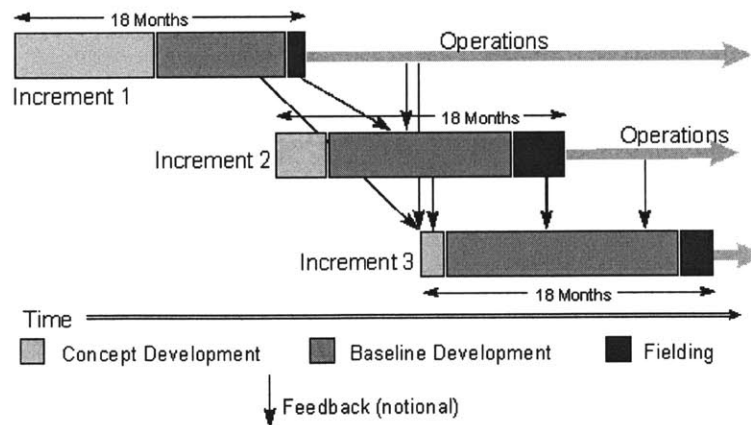 18 Months
Operations
Increment 1
18 Months
Operations
Increment 2
Increment 3
18 Months
Time
Concept Development
Baseline Development
Fielding
Feedback (notional)